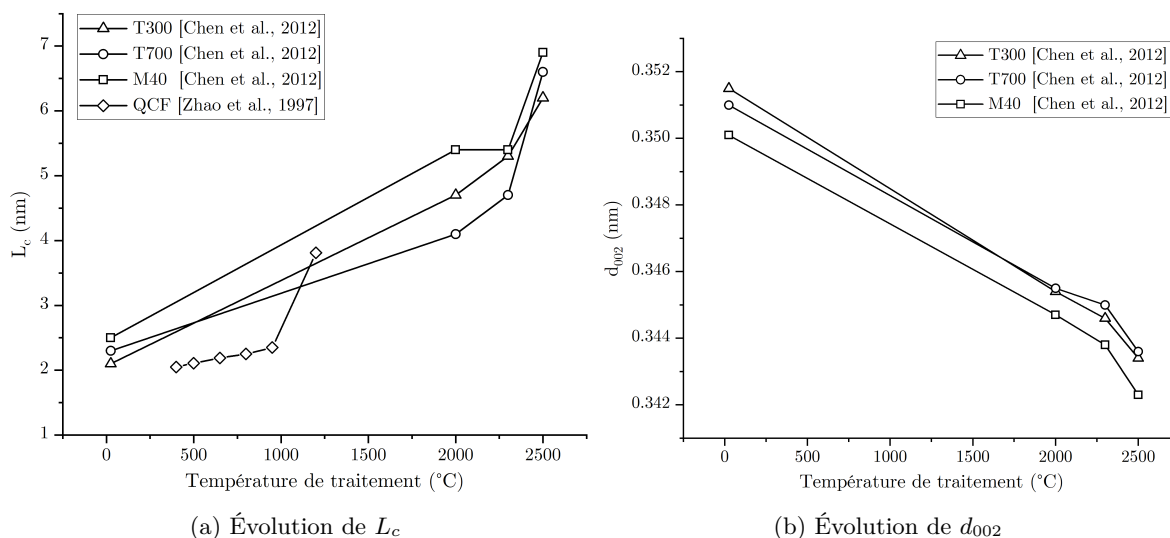 T300 [Chen et al., 2012]
T700 [Chen et al., 2012]
M40 [Chen et al., 2012]
QCF [Zhao et al., 1997]
7
6
5
4
3
2
1
L_c (nm)
0 500 1000 1500 2000 2500
Température de traitement (°C)
(a) Évolution de L_c
T300 [Chen et al., 2012]
T700 [Chen et al., 2012]
M40 [Chen et al., 2012]
0.352
0.350
0.348
0.346
0.344
0.342
d_002 (nm)
0 500 1000 1500 2000 2500
Température de traitement (°C)
(b) Évolution de d_002